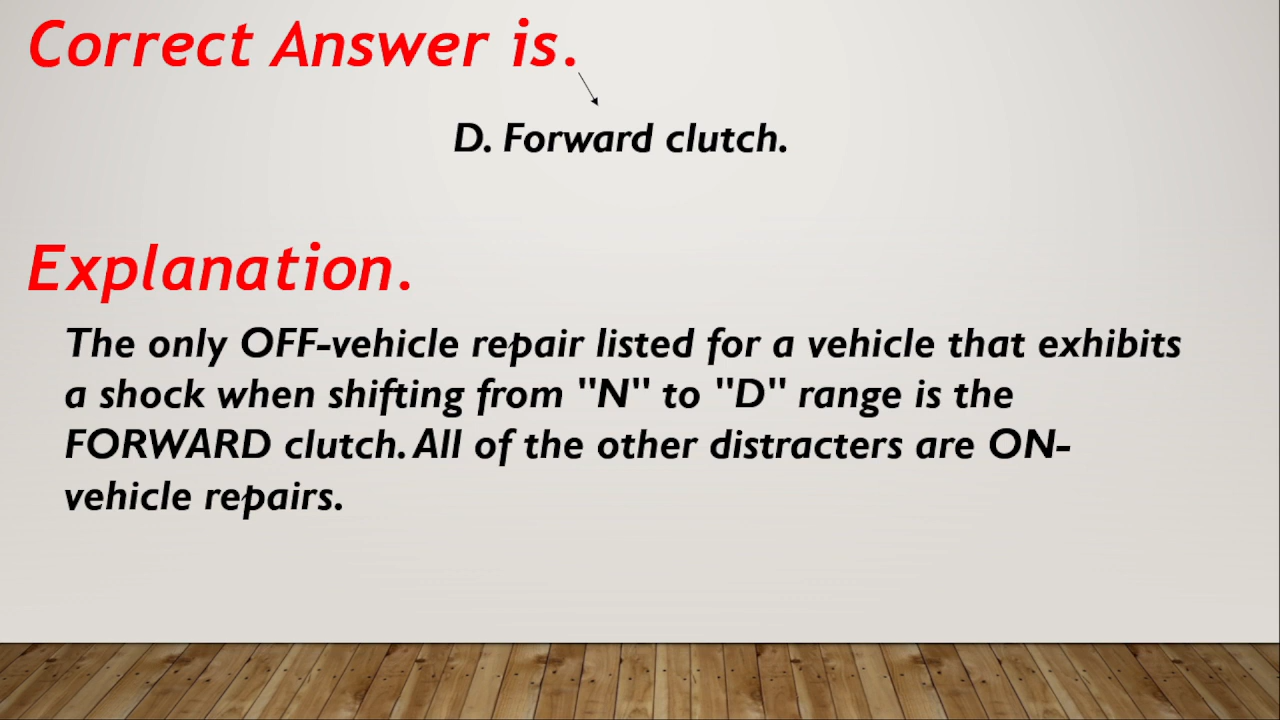 Correct Answer is.
D. Forward clutch.
Explanation.
The only OFF-vehicle repair listed for a vehicle that exhibits
a shock when shifting from "N" to "D" range is the
FORWARD clutch. All of the other distracters are ON-
vehicle repairs.